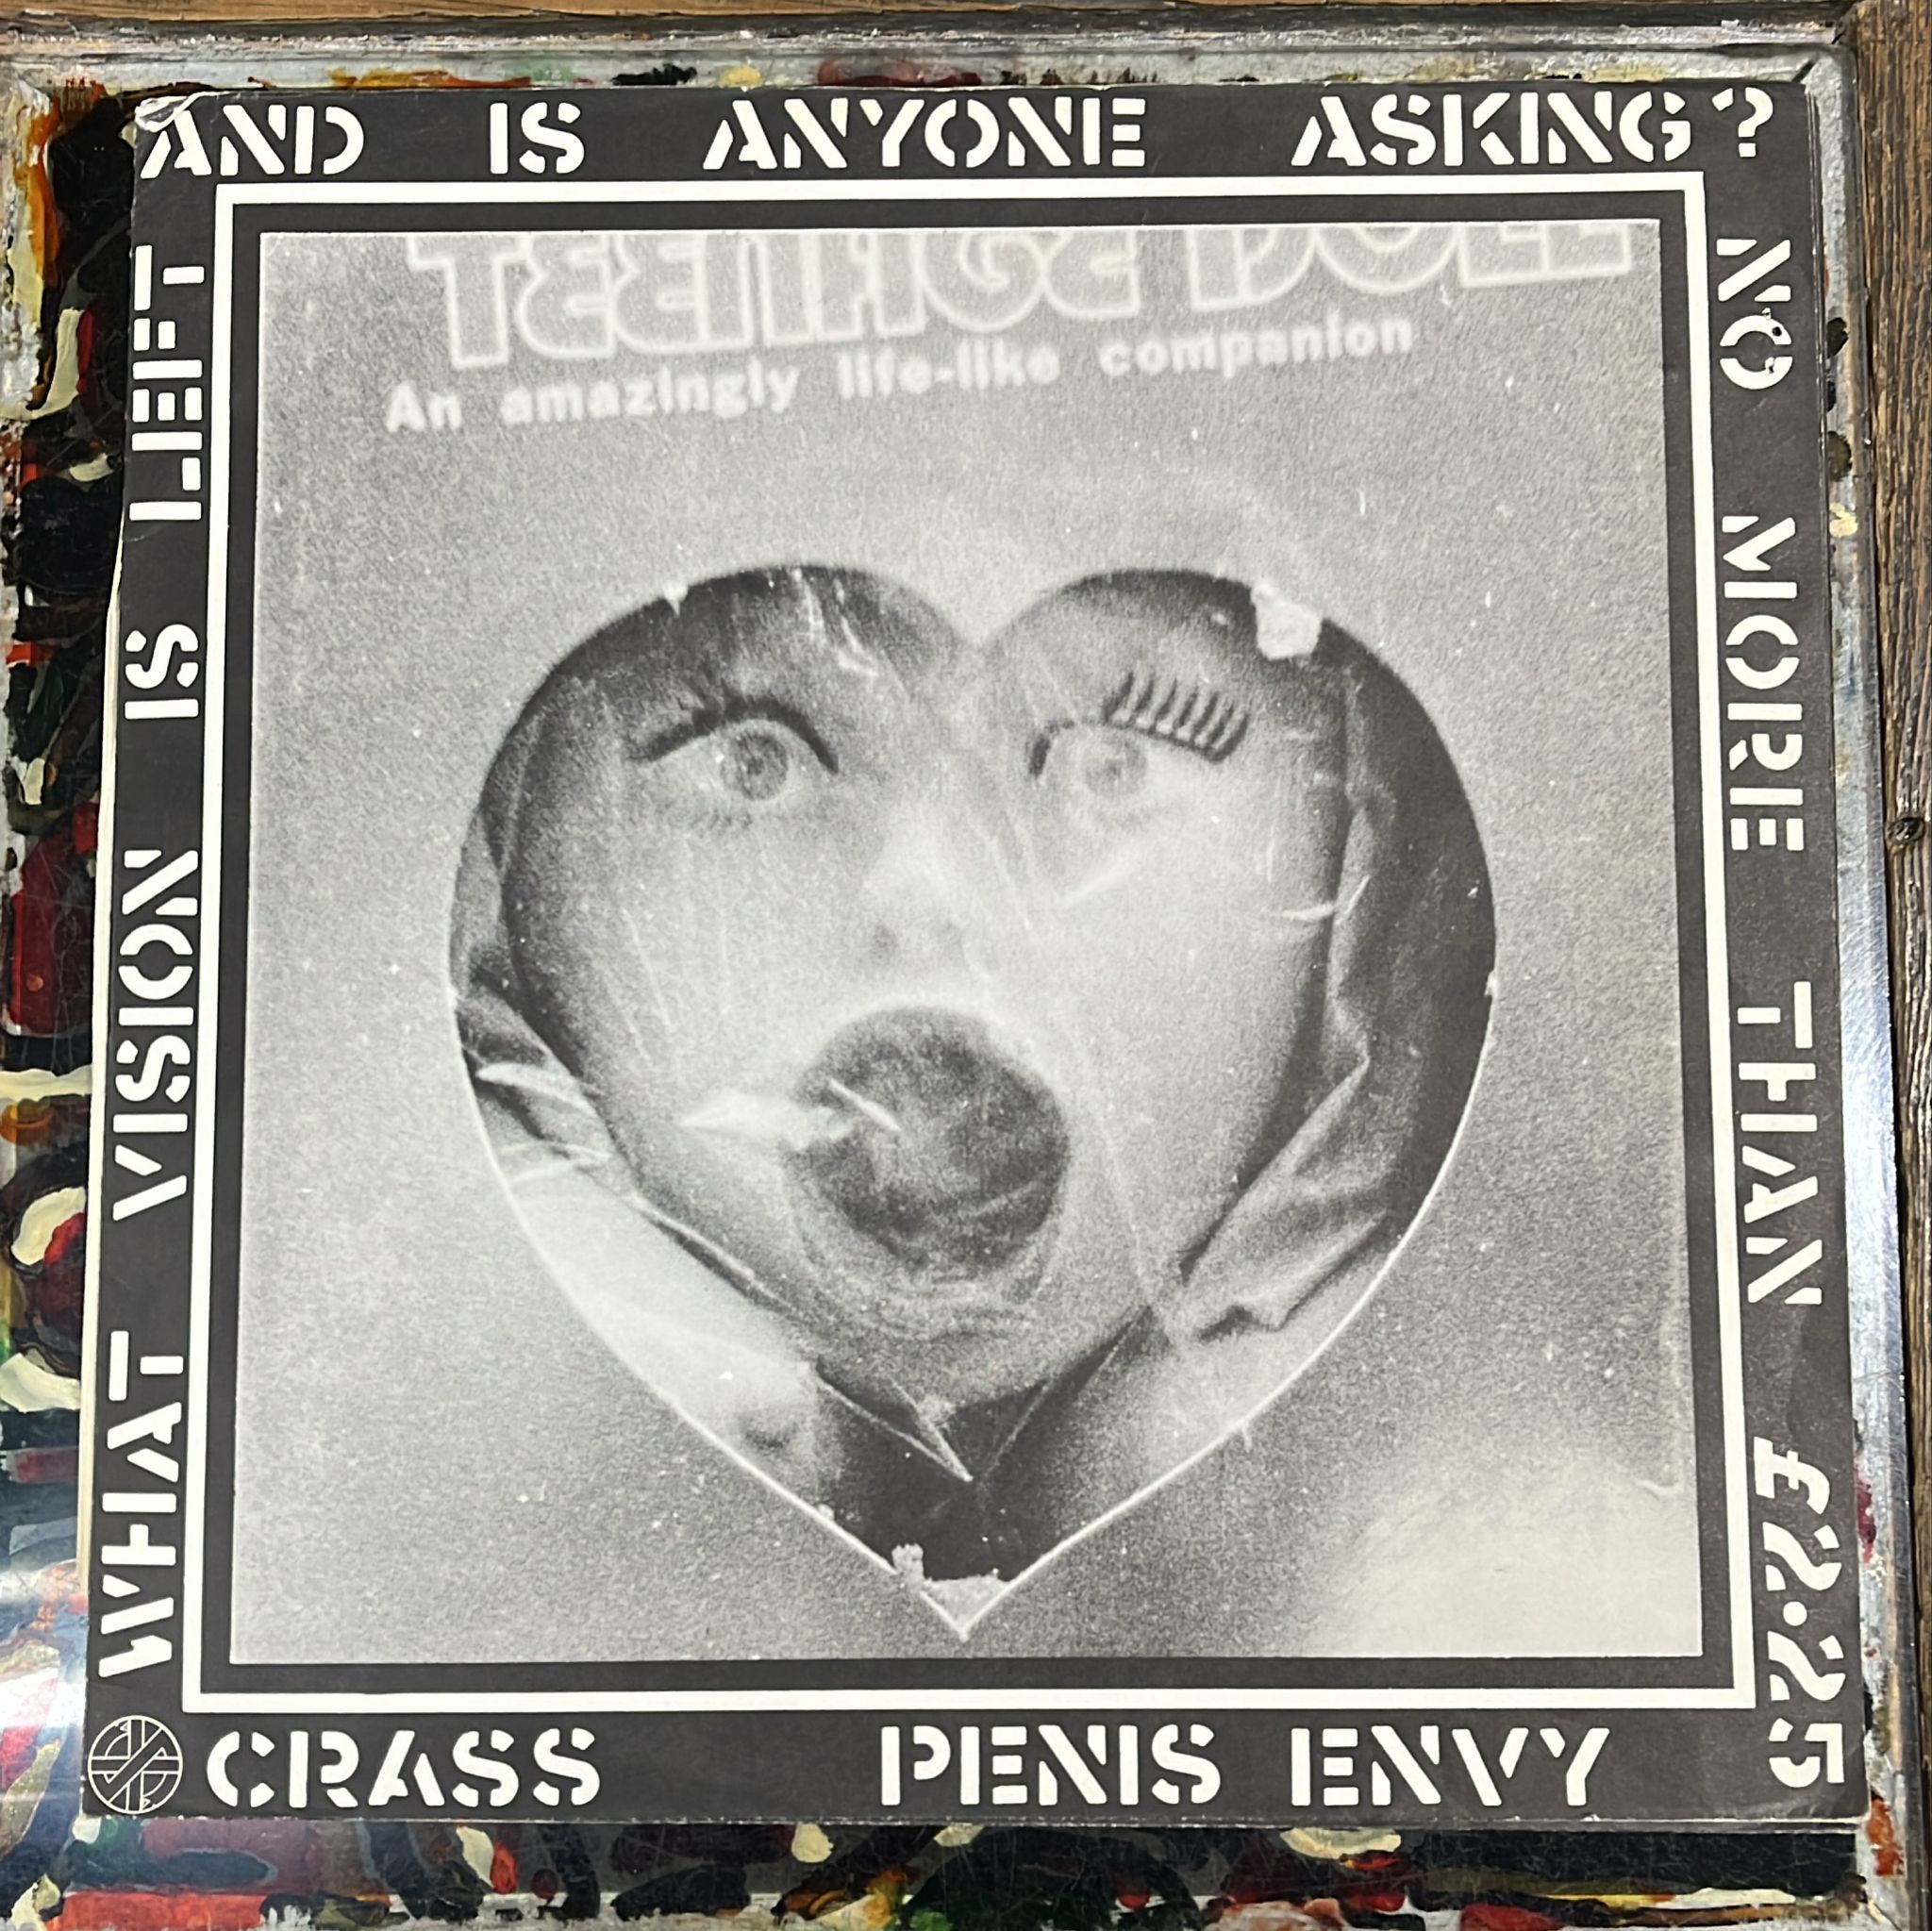 WHAT VISION IS LEFT
AND IS ANYONE ASKING?
NO MORE THAN £2.25
TEENAGE DOLL
An amazingly life-like companion
CRASS PENIS ENVY